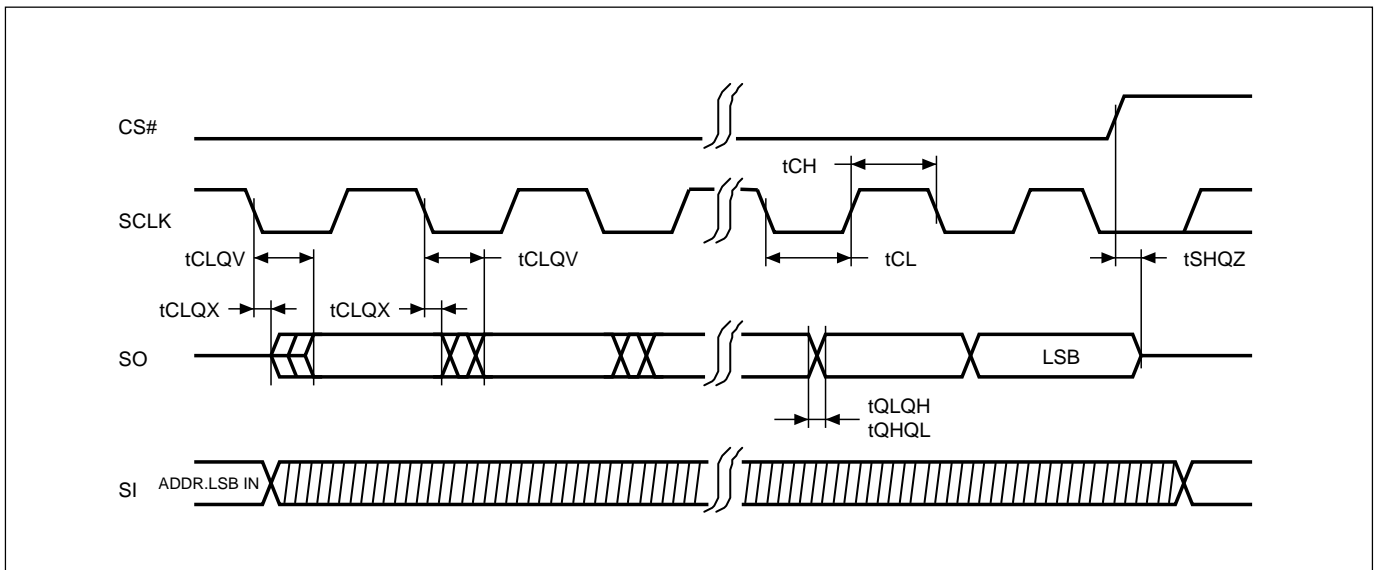 CS#
tCH
SCLK
tCLQV
tCLQV
tCL
tSHQZ
tCLQX
tCLQX
SO
LSB
tQLQH
tQHQL
SI
ADDR.LSB IN